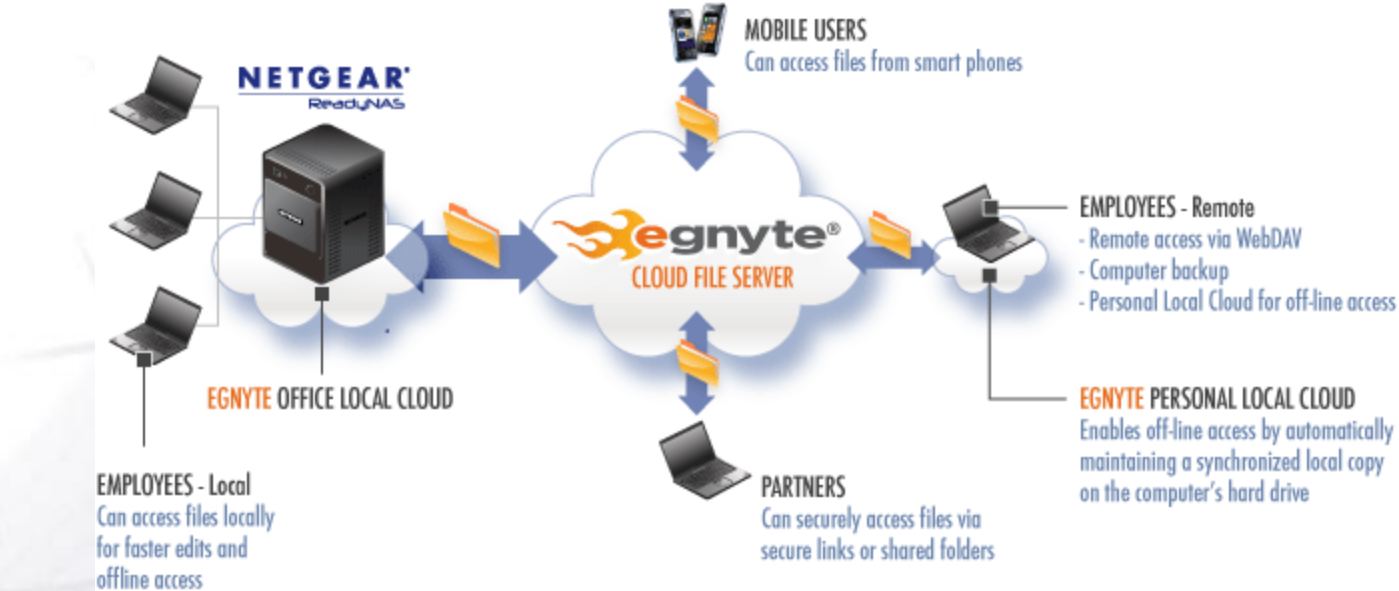 MOBILE USERS
Can access files from smart phones
NETGEAR®
ReadyNAS
egnyte®
CLOUD FILE SERVER
EMPLOYEES - Remote
- Remote access via WebDAV
- Computer backup
- Personal Local Cloud for off-line access
EGNYTE OFFICE LOCAL CLOUD
EGNYTE PERSONAL LOCAL CLOUD
Enables off-line access by automatically
maintaining a synchronized local copy
on the computer's hard drive
EMPLOYEES - Local
Can access files locally
for faster edits and
offline access
PARTNERS
Can securely access files via
secure links or shared folders